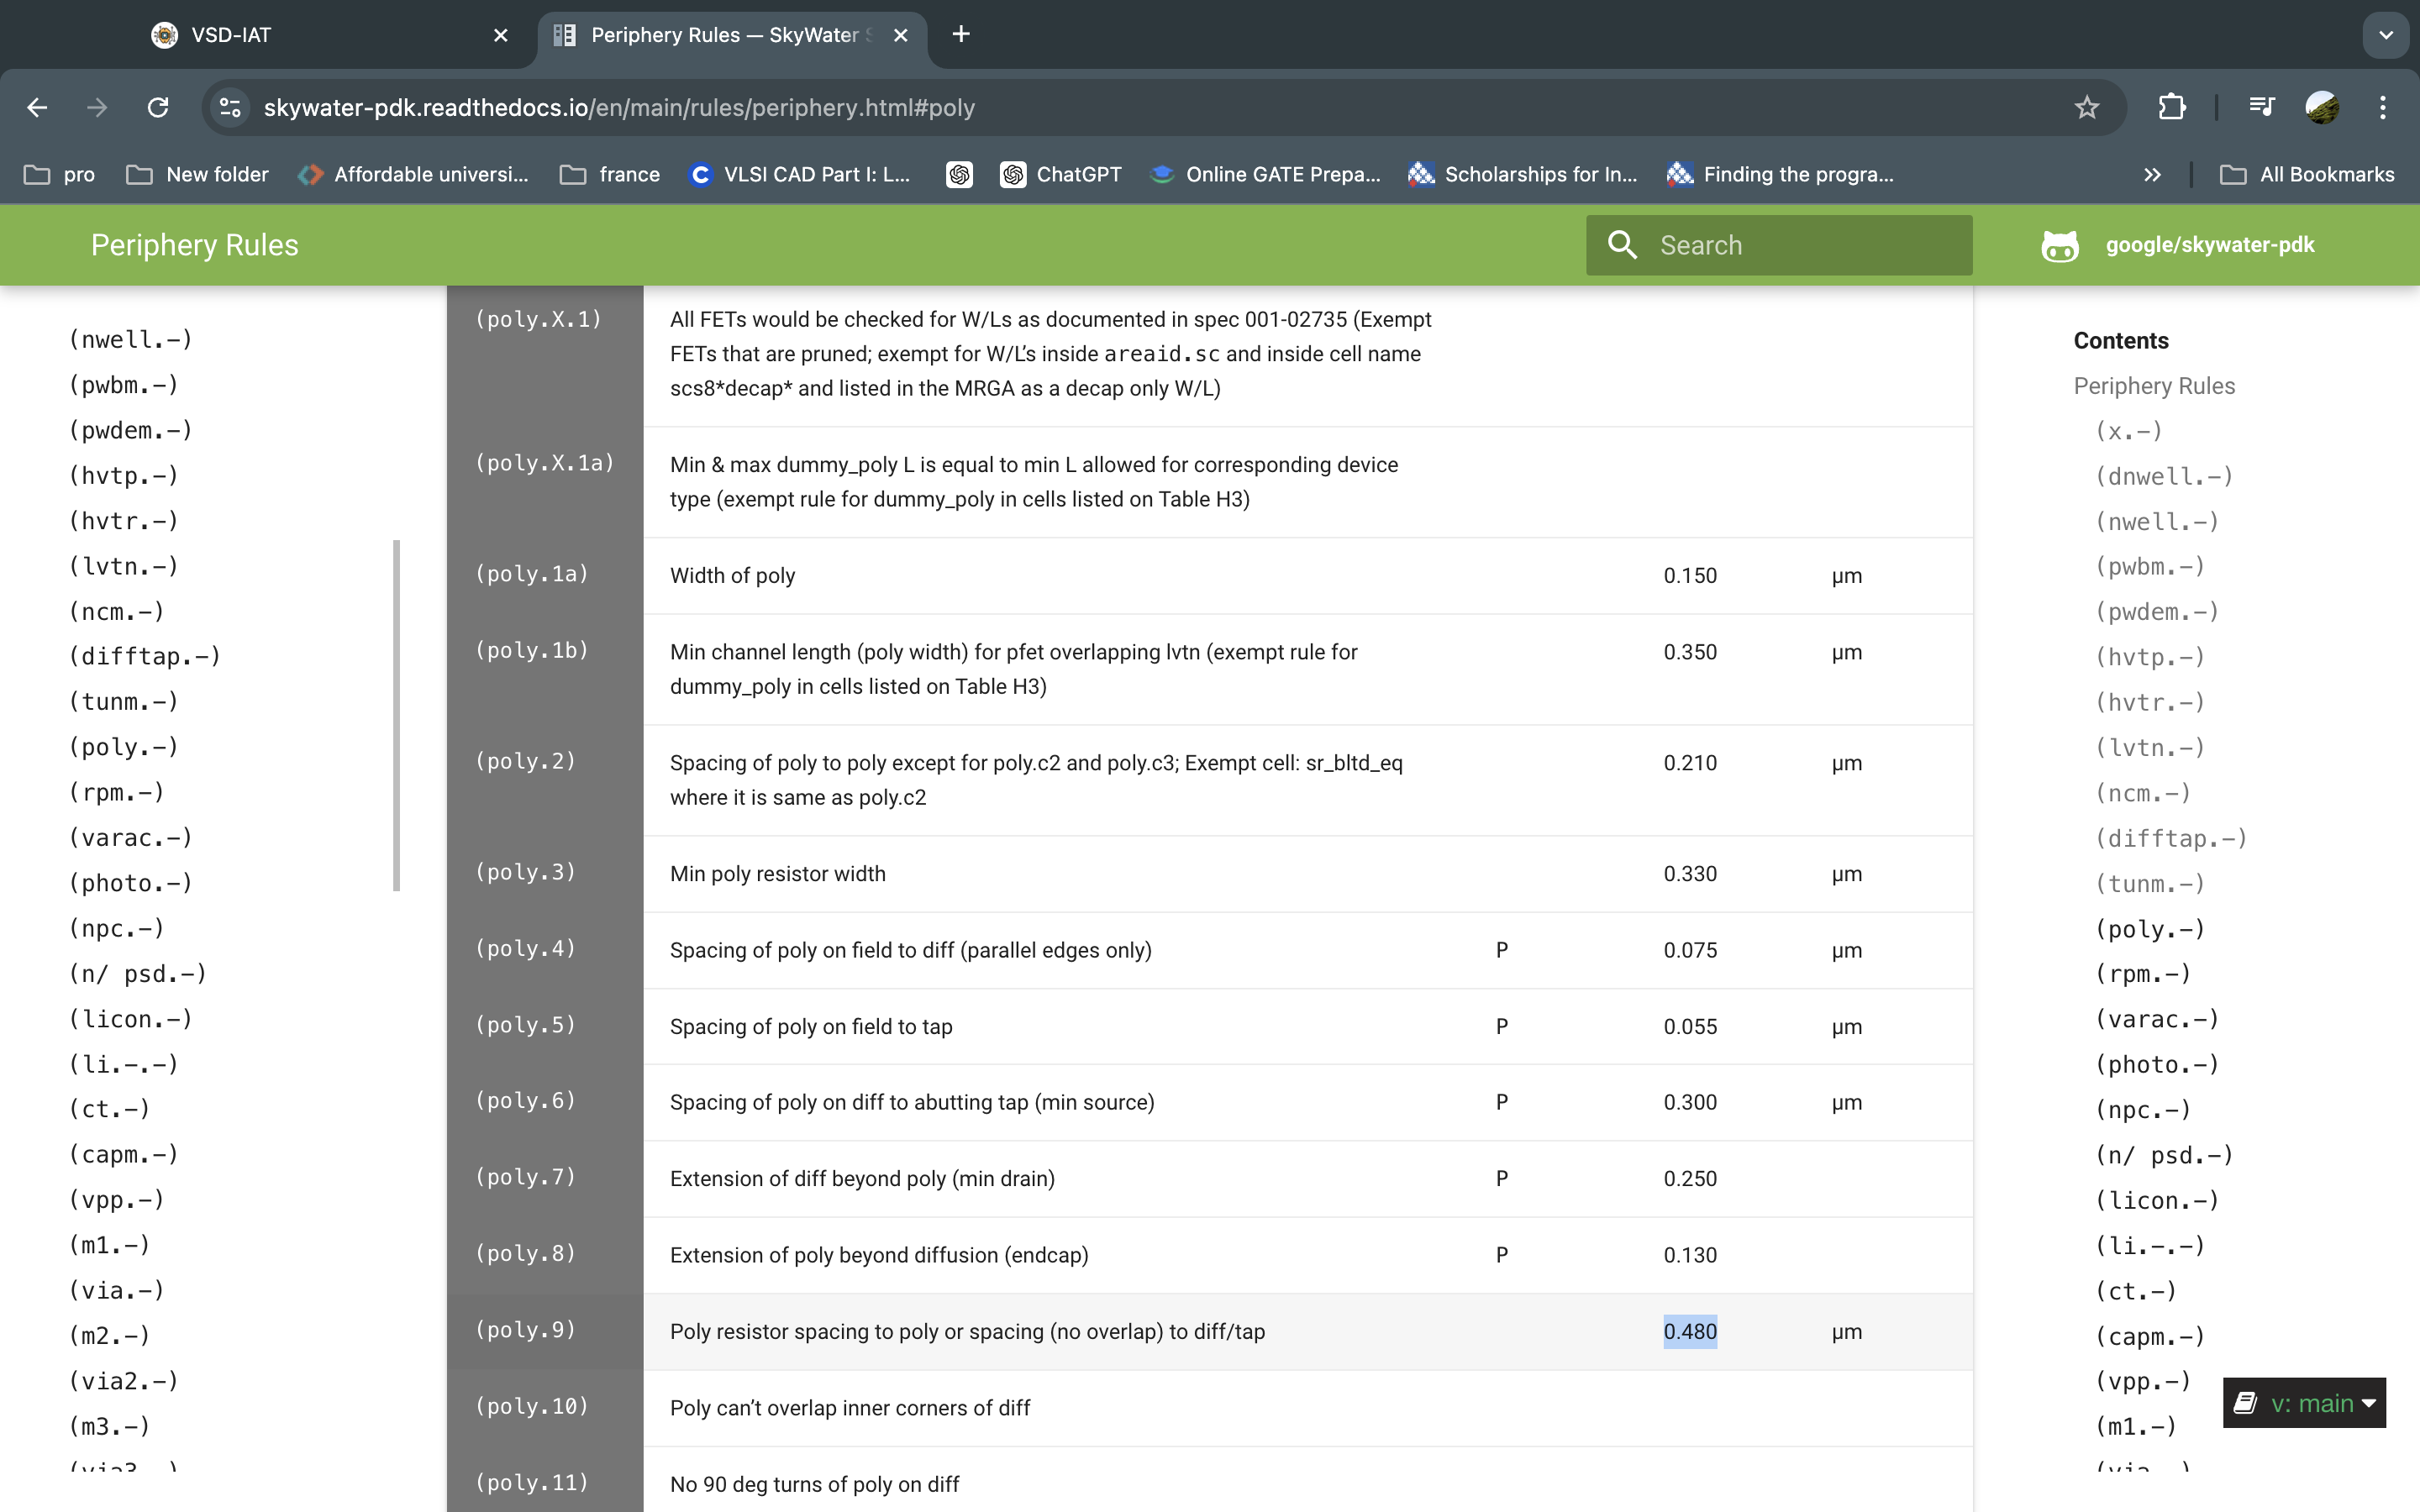 VSD-IAT
Periphery Rules — SkyWater
skywater-pdk.readthedocs.io/en/main/rules/periphery.html#poly
pro
New folder
Affordable universi...
france
VLSI CAD Part I: L...
ChatGPT
Online GATE Prepa...
Scholarships for In...
Finding the progra...
All Bookmarks
Periphery Rules
Search
google/skywater-pdk
(nwell.-)
(pwbm.-)
(pwdem.-)
(hvtp.-)
(hvtr.-)
(lvtn.-)
(ncm.-)
(difftap.-)
(tunm.-)
(poly.-)
(rpm.-)
(varac.-)
(photo.-)
(npc.-)
(n/ psd.-)
(licon.-)
(li.-.-)
(ct.-)
(capm.-)
(vpp.-)
(m1.-)
(via.-)
(m2.-)
(via2.-)
(m3.-)
(via3.-)
(poly.X.1) All FETs would be checked for W/Ls as documented in spec 001-02735 (Exempt
FETs that are pruned; exempt for W/L’s inside areaid.sc and inside cell name
scs8*decap* and listed in the MRGA as a decap only W/L)
(poly.X.1a) Min & max dummy_poly L is equal to min L allowed for corresponding device
type (exempt rule for dummy_poly in cells listed on Table H3)
(poly.1a) Width of poly 0.150 µm
(poly.1b) Min channel length (poly width) for pfet overlapping lvtn (exempt rule for 0.350 µm
dummy_poly in cells listed on Table H3)
(poly.2) Spacing of poly to poly except for poly.c2 and poly.c3; Exempt cell: sr_bltd_eq 0.210 µm
where it is same as poly.c2
(poly.3) Min poly resistor width 0.330 µm
(poly.4) Spacing of poly on field to diff (parallel edges only) P 0.075 µm
(poly.5) Spacing of poly on field to tap P 0.055 µm
(poly.6) Spacing of poly on diff to abutting tap (min source) P 0.300 µm
(poly.7) Extension of diff beyond poly (min drain) P 0.250
(poly.8) Extension of poly beyond diffusion (endcap) P 0.130
(poly.9) Poly resistor spacing to poly or spacing (no overlap) to diff/tap 0.480 µm
(poly.10) Poly can’t overlap inner corners of diff
(poly.11) No 90 deg turns of poly on diff
Contents
Periphery Rules
(x.-)
(dnwell.-)
(nwell.-)
(pwbm.-)
(pwdem.-)
(hvtp.-)
(hvtr.-)
(lvtn.-)
(ncm.-)
(difftap.-)
(tunm.-)
(poly.-)
(rpm.-)
(varac.-)
(photo.-)
(npc.-)
(n/ psd.-)
(licon.-)
(li.-.-)
(ct.-)
(capm.-)
(vpp.-)
(m1.-)
(via.-)
v: main